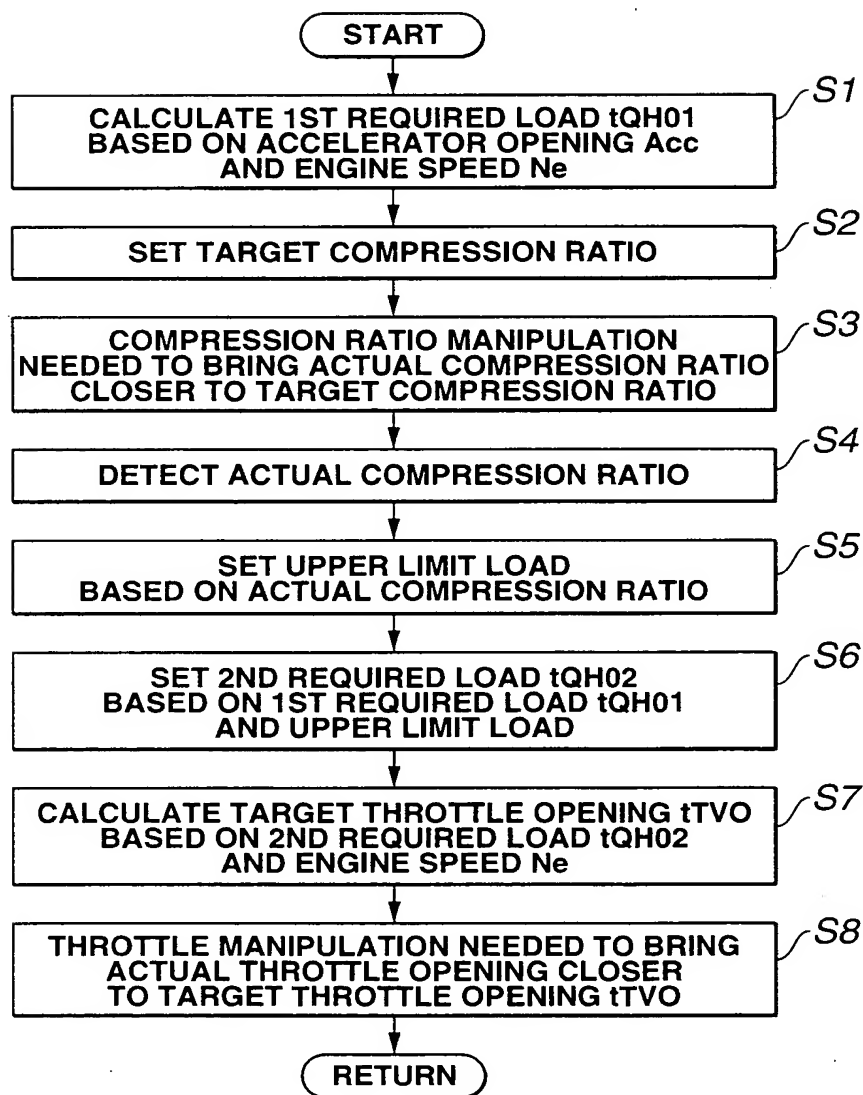 START
S1
CALCULATE 1ST REQUIRED LOAD tQH01
BASED ON ACCELERATOR OPENING Acc
AND ENGINE SPEED Ne
S2
SET TARGET COMPRESSION RATIO
S3
COMPRESSION RATIO MANIPULATION
NEEDED TO BRING ACTUAL COMPRESSION RATIO
CLOSER TO TARGET COMPRESSION RATIO
S4
DETECT ACTUAL COMPRESSION RATIO
S5
SET UPPER LIMIT LOAD
BASED ON ACTUAL COMPRESSION RATIO
S6
SET 2ND REQUIRED LOAD tQH02
BASED ON 1ST REQUIRED LOAD tQH01
AND UPPER LIMIT LOAD
S7
CALCULATE TARGET THROTTLE OPENING tTVO
BASED ON 2ND REQUIRED LOAD tQH02
AND ENGINE SPEED Ne
S8
THROTTLE MANIPULATION NEEDED TO BRING
ACTUAL THROTTLE OPENING CLOSER
TO TARGET THROTTLE OPENING tTVO
RETURN